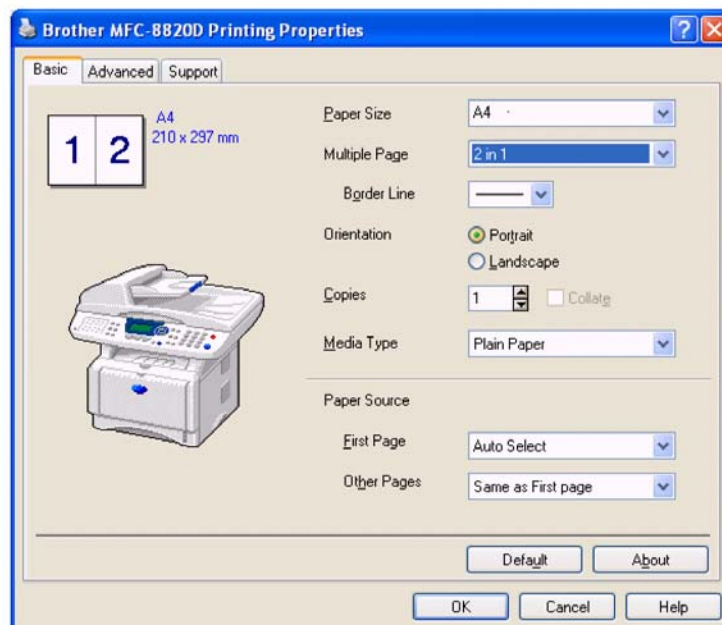 Brother MFC-8820D Printing Properties
Basic Advanced Support
1 2
A4
210 x 297 mm
Paper Size A4
Multiple Page 2 in 1
Border Line
Orientation Portrait
Landscape
Copies 1 Collate
Media Type Plain Paper
Paper Source
First Page Auto Select
Other Pages Same as First page
Default About
OK Cancel Help